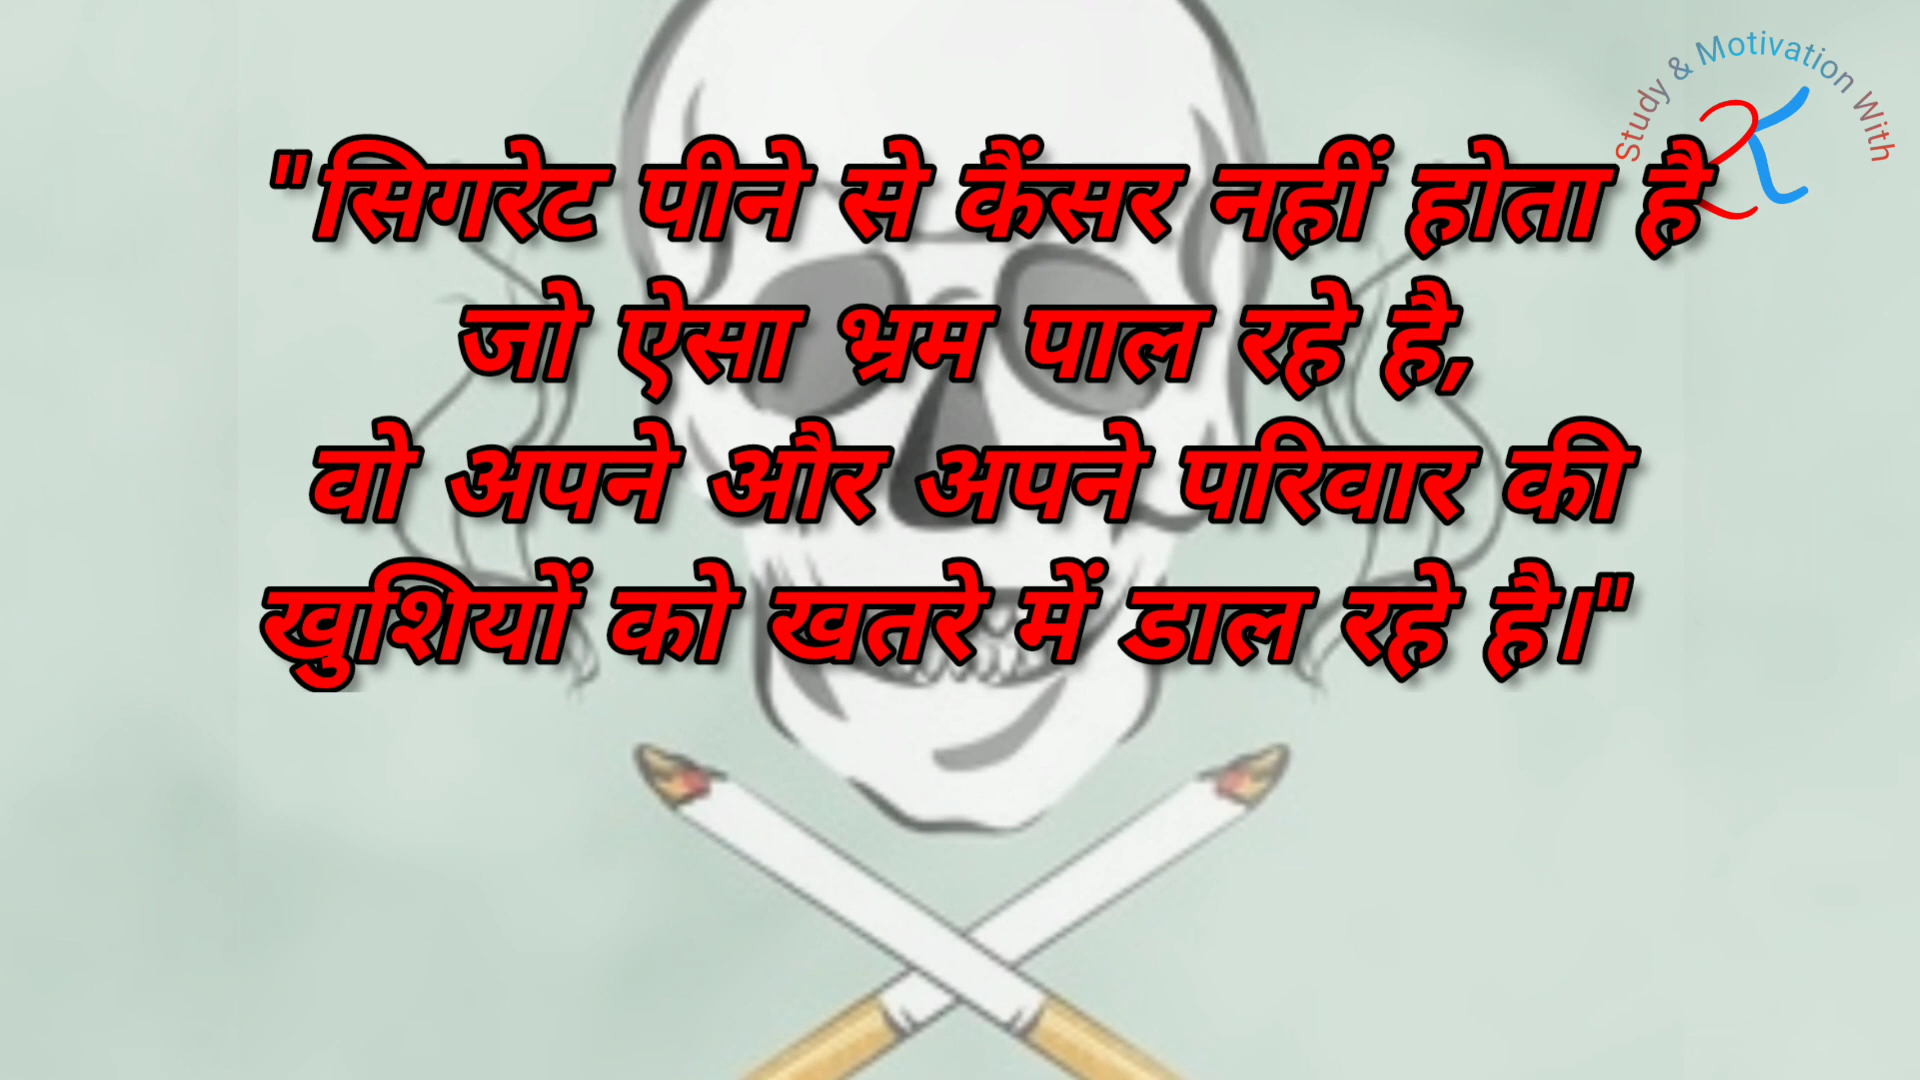 Study & Motivation With
K
"सिगरेट पीने से कैंसर नहीं होता है
जो ऐसा भ्रम पाल रहे है,
वो अपने और अपने परिवार की
खुशियों को खतरे में डाल रहे है।"